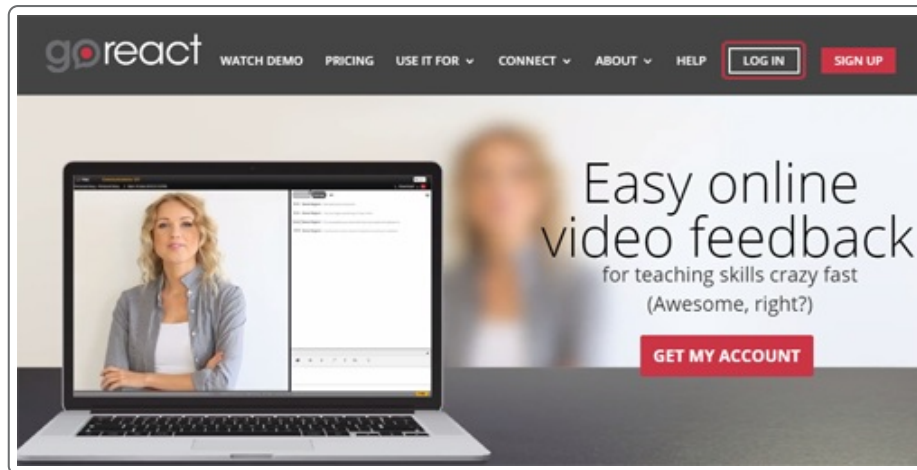 goreact WATCH DEMO PRICING USE IT FOR CONNECT ABOUT HELP LOG IN SIGN UP
Easy online
video feedback
for teaching skills crazy fast
(Awesome, right?)
GET MY ACCOUNT